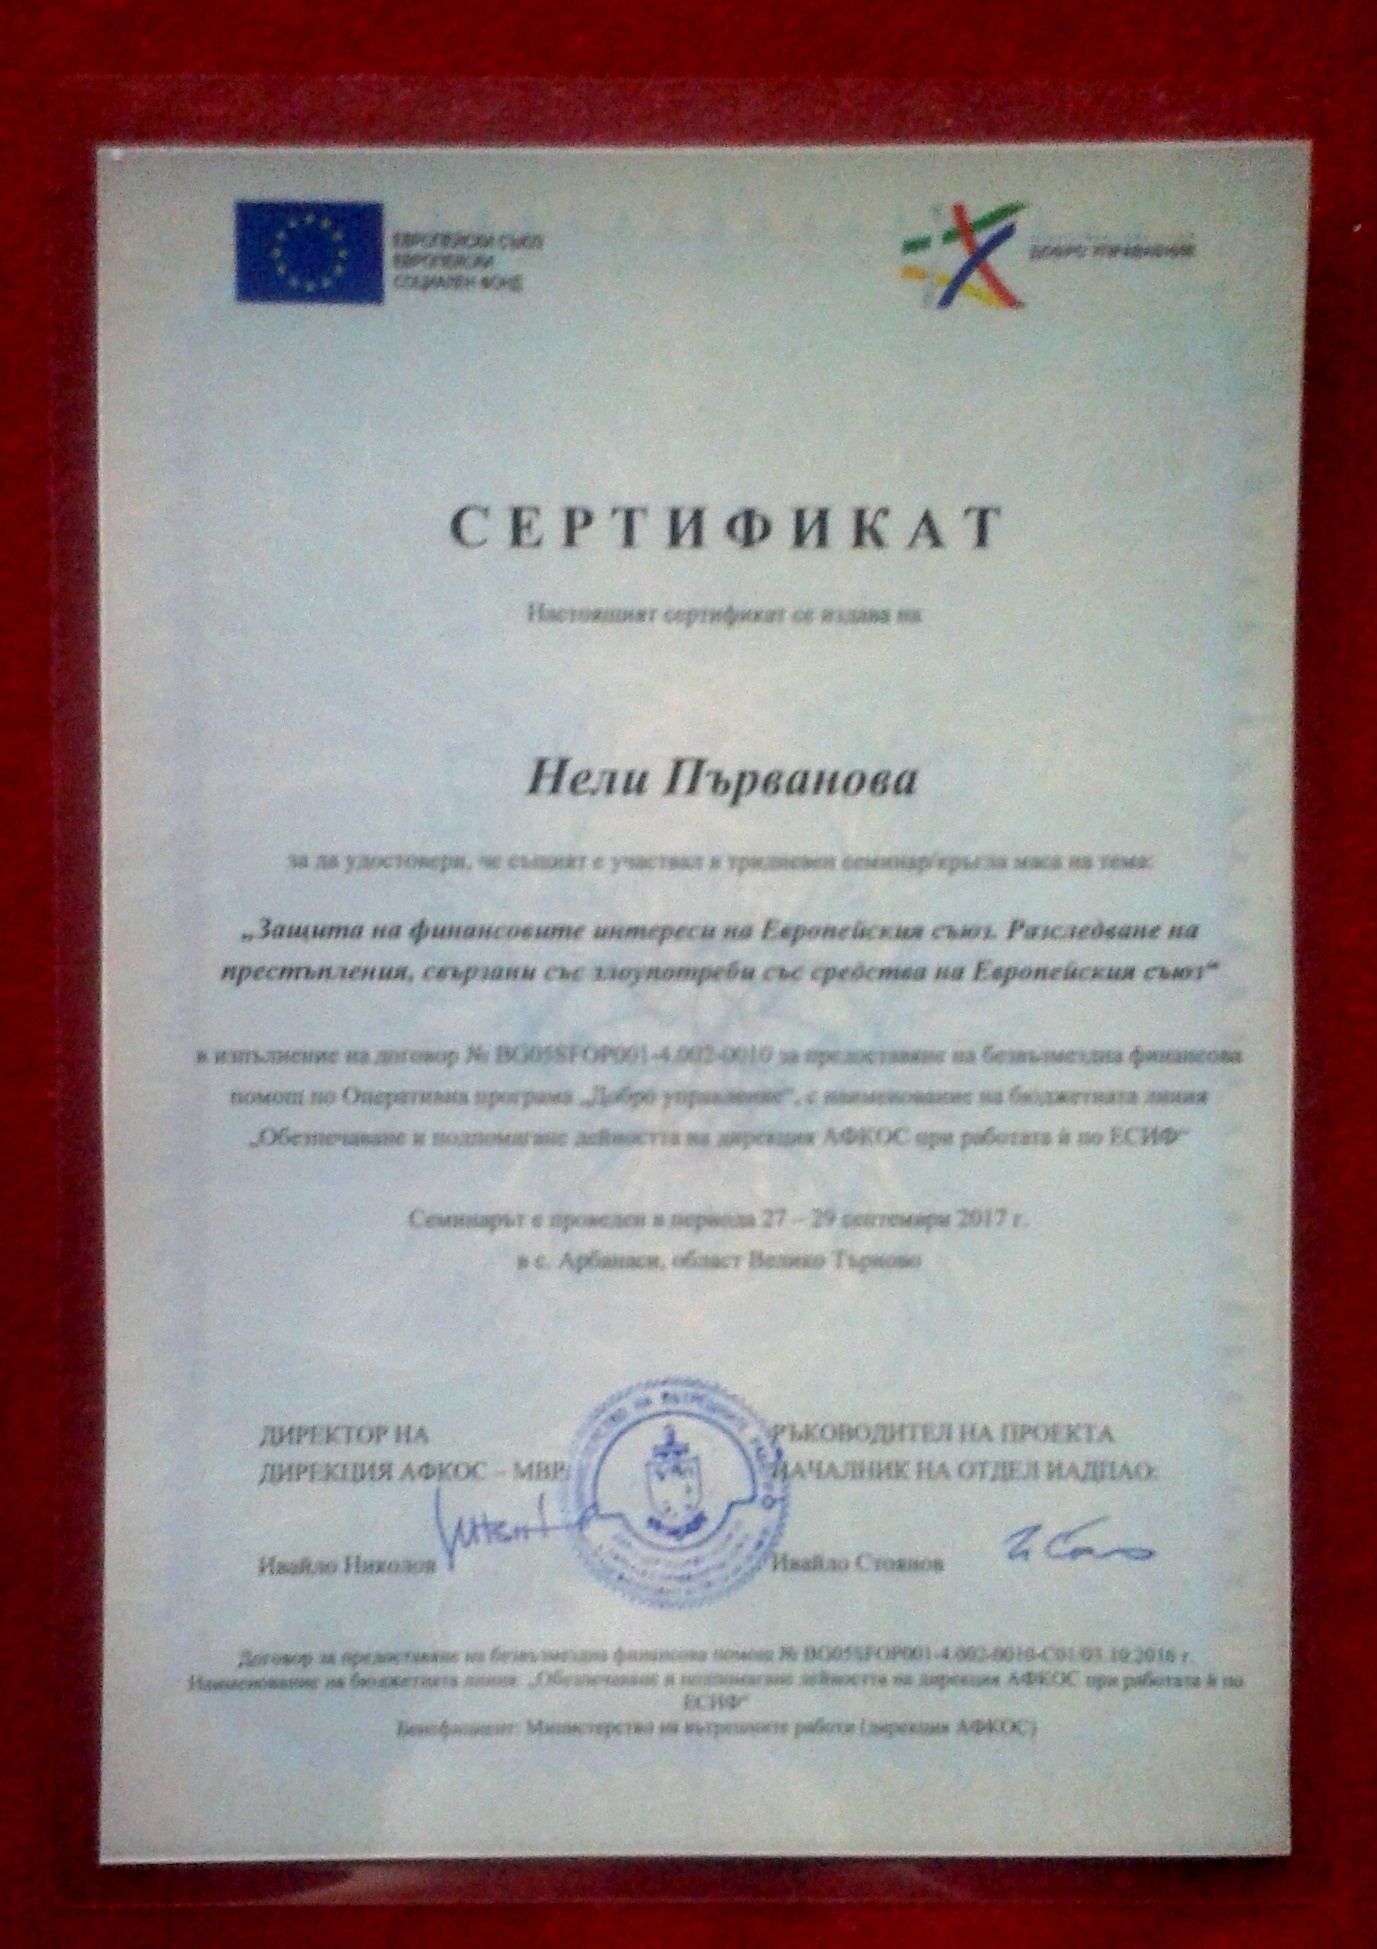 ЕВРОПЕЙСКИ СЪЮЗ
ЕВРОПЕЙСКИ
СОЦИАЛЕН ФОНД
ДОБРО УПРАВЛЕНИЕ
СЕРТИФИКАТ
Настоящият сертификат се издава на
Нели Първанова
за да удостовери, че същият е участвал в тридневен семинар/кръгла маса на тема:
„Защита на финансовите интереси на Европейския съюз. Разследване на
престъпления, свързани със злоупотреби със средства на Европейския съюз“
в изпълнение на договор № BG05SFOP001-4.002-0010 за предоставяне на безвъзмездна финансова
помощ по Оперативна програма „Добро управление“, с наименование на бюджетната линия
„Обезпечаване и подпомагане дейността на дирекция АФКОС при работата ѝ по ЕСИФ“
Семинарът е проведен в периода 27 – 29 септември 2017 г.
в с. Арбанаси, област Велико Търново
ДИРЕКТОР НА
ДИРЕКЦИЯ АФКОС – МВР:
Ивайло Николов
РЪКОВОДИТЕЛ НА ПРОЕКТА
НАЧАЛНИК НА ОТДЕЛ ИАДПАО:
Ивайло Стоянов
МИНИСТЕРСТВО НА ВЪТРЕШНИТЕ РАБОТИ
Договор за предоставяне на безвъзмездна финансова помощ № BG05SFOP001-4.002-0010-C01/03.10.2016 г.
Наименование на бюджетната линия: „Обезпечаване и подпомагане дейността на дирекция АФКОС при работата ѝ по
ЕСИФ“
Бенефициент: Министерство на вътрешните работи (дирекция АФКОС)